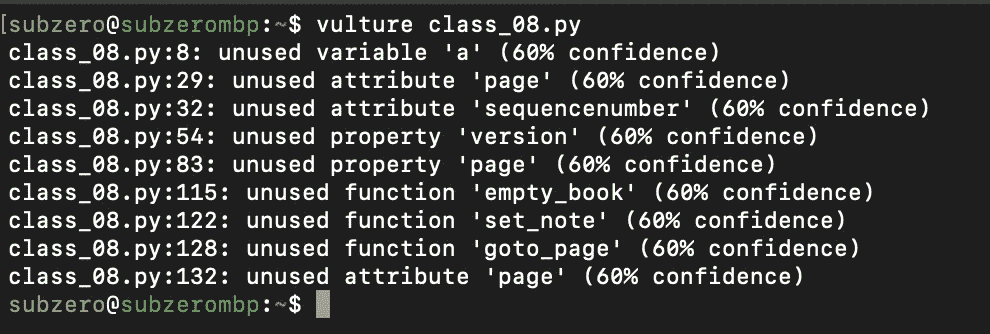 [subzero@subzerombp:~$ vulture class_08.py
class_08.py:8: unused variable 'a' (60% confidence)
class_08.py:29: unused attribute 'page' (60% confidence)
class_08.py:32: unused attribute 'sequencenumber' (60% confidence)
class_08.py:54: unused property 'version' (60% confidence)
class_08.py:83: unused property 'page' (60% confidence)
class_08.py:115: unused function 'empty_book' (60% confidence)
class_08.py:122: unused function 'set_note' (60% confidence)
class_08.py:128: unused function 'goto_page' (60% confidence)
class_08.py:132: unused attribute 'page' (60% confidence)
subzero@subzerombp:~$